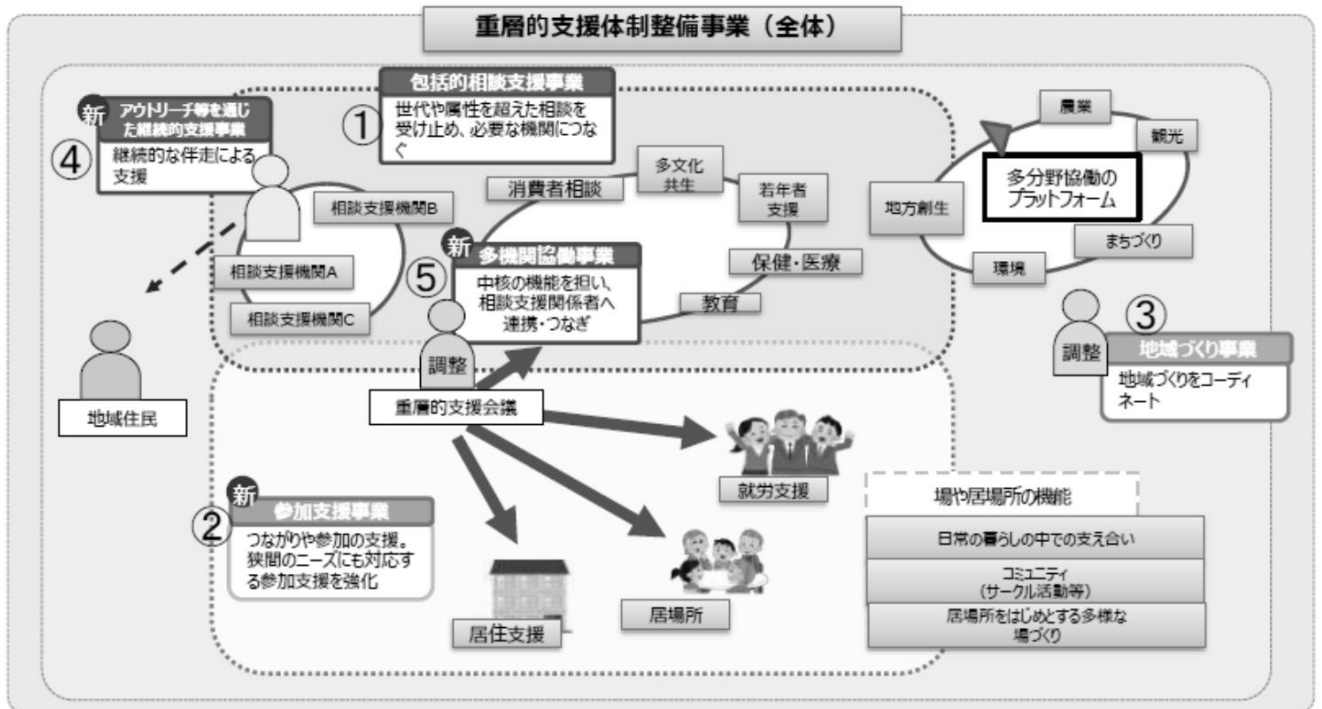 重層的支援体制整備事業（全体）
新
アウトリーチ等を通じ
た継続的支援事業
④
継続的な伴走による
支援
①
包括的相談支援事業
世代や属性を超えた相談を
受け止め、必要な機関につな
ぐ
相談支援機関B
相談支援機関A
相談支援機関C
地域住民
消費者相談
多文化
共生
若年者
支援
保健・医療
教育
新
⑤
多機関協働事業
中核の機能を担い、
相談支援関係者へ
連携・つなぎ
調整
重層的支援会議
農業
観光
地方創生
多分野協働の
プラットフォーム
まちづくり
環境
③
調整
地域づくり事業
地域づくりをコーディ
ネート
新
②
参加支援事業
つながりや参加の支援。
狭間のニーズにも対応す
る参加支援を強化
就労支援
居場所
居住支援
場や居場所の機能
日常の暮らしの中での支え合い
コミュニティ
（サークル活動等）
居場所をはじめとする多様な
場づくり